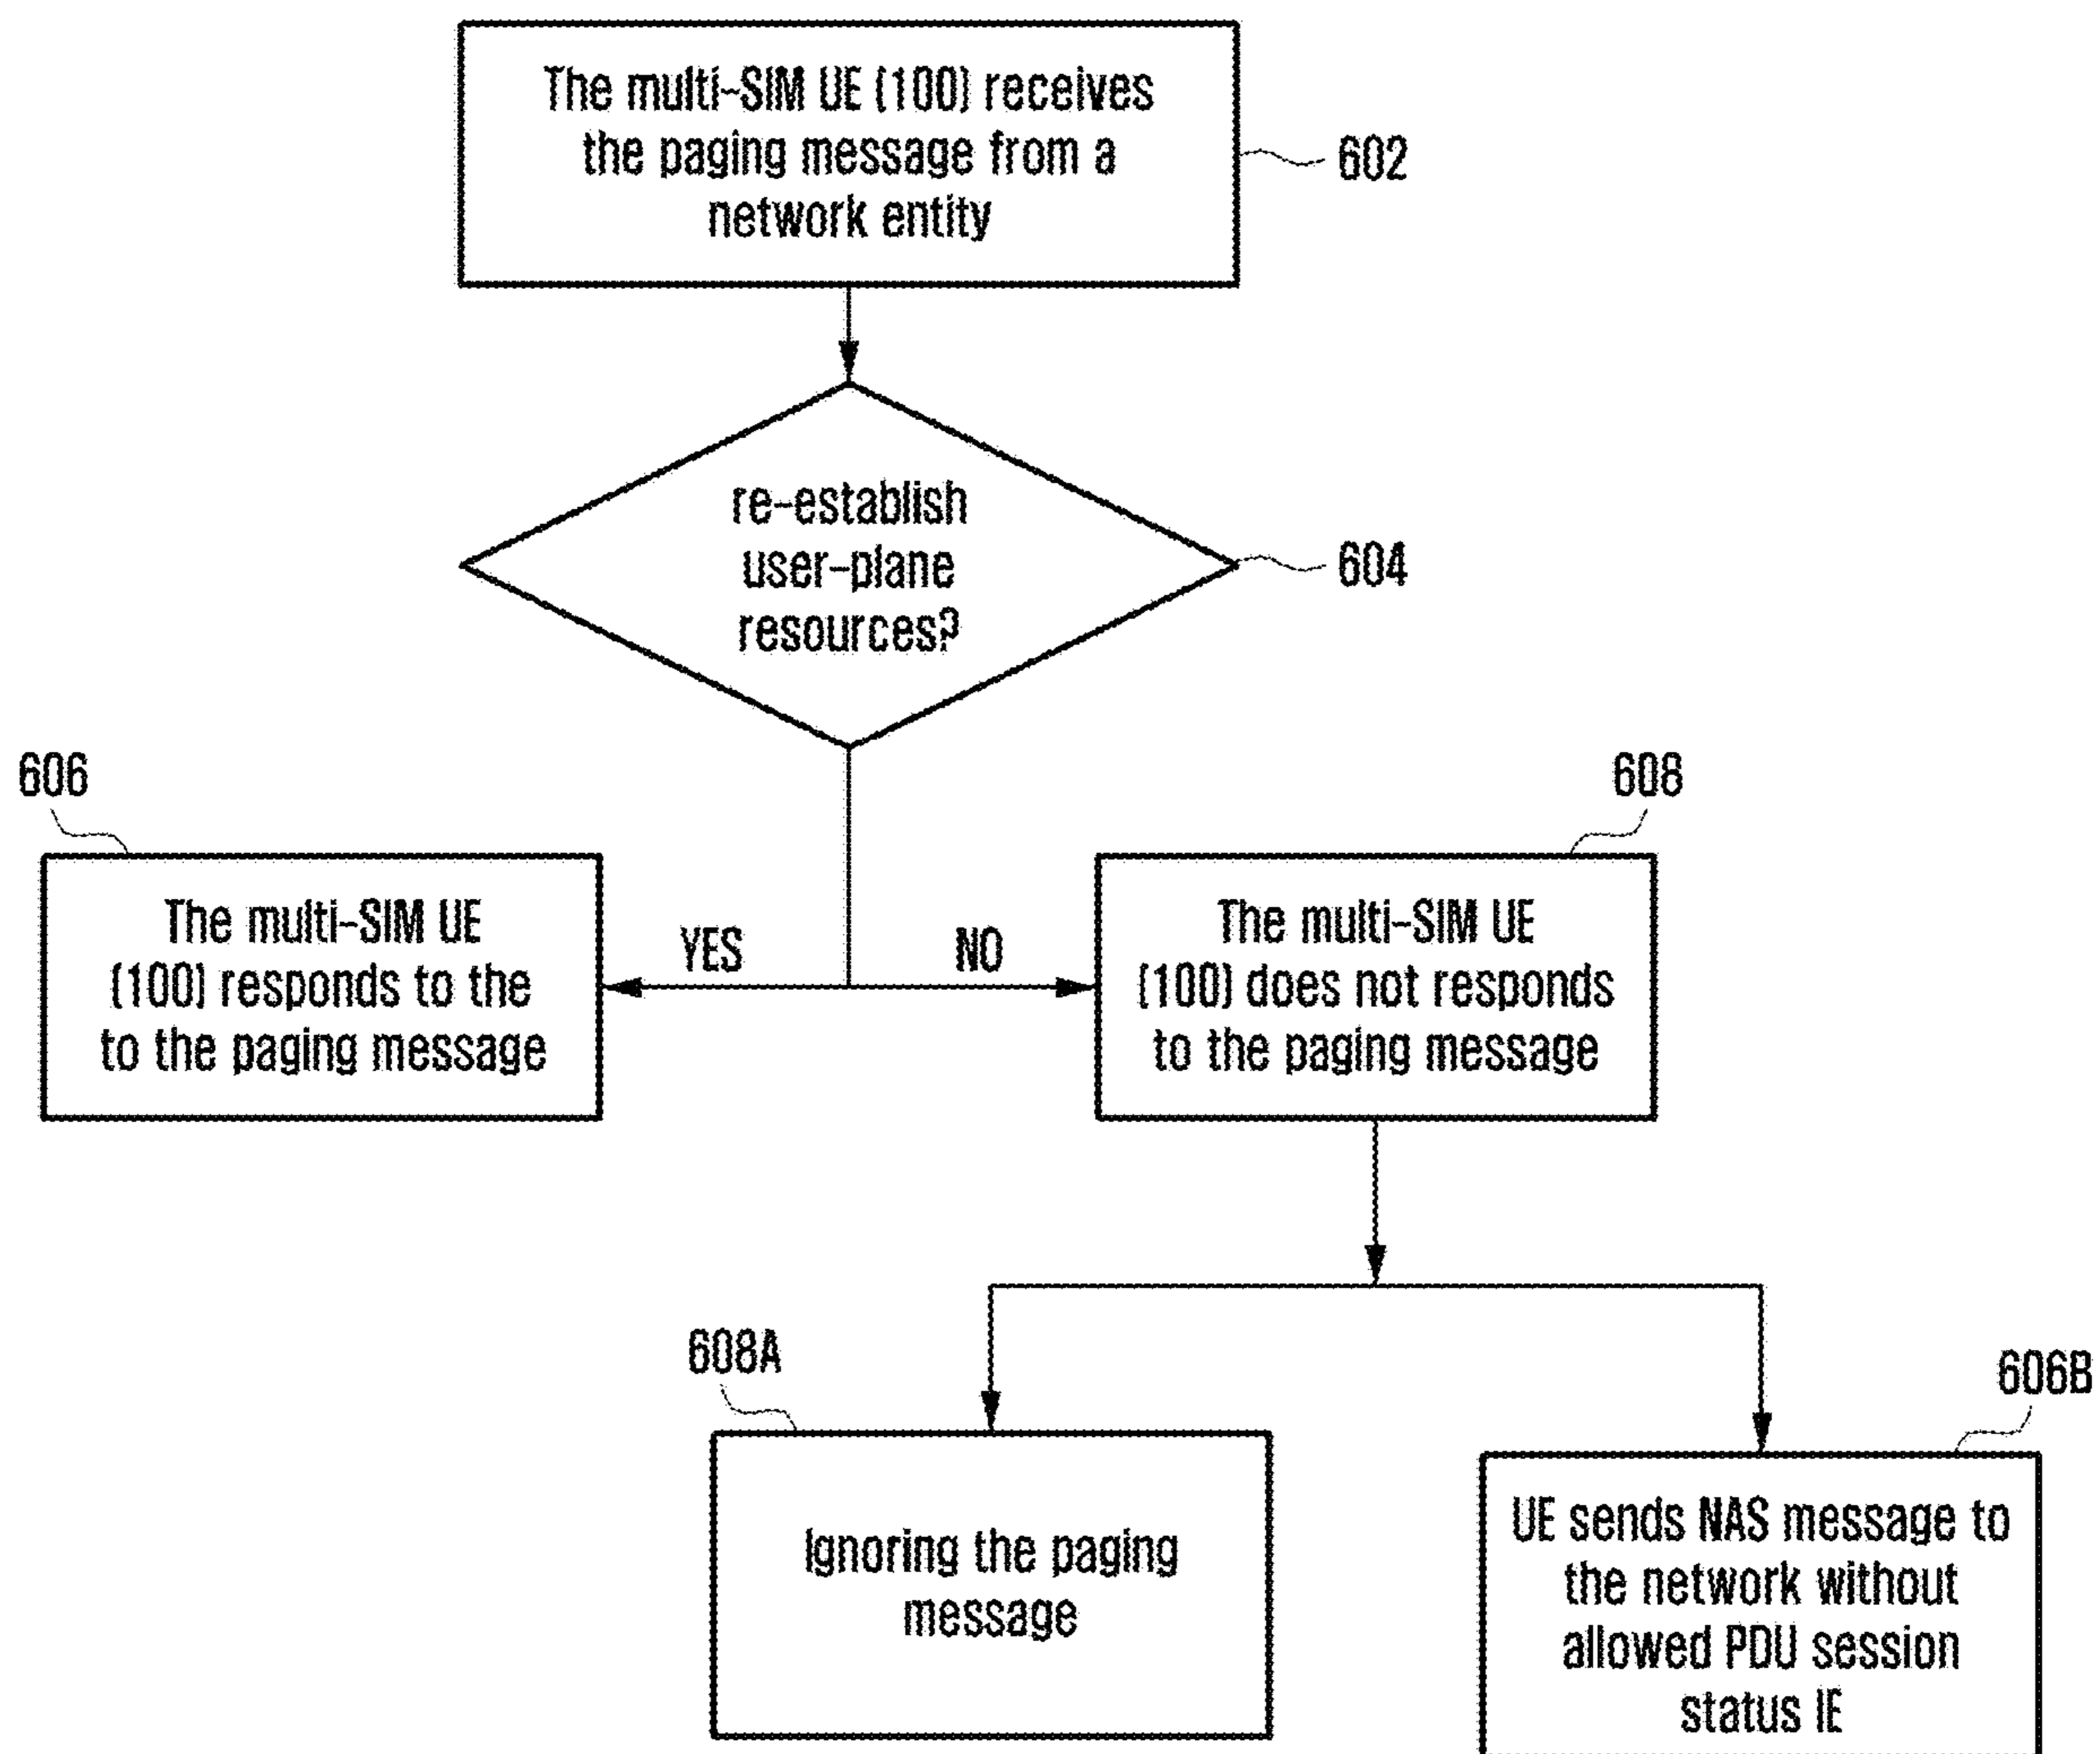 The multi-SIM UE (100) receives
the paging message from a
network entity
602
re-establish
user-plane
resources?
604
606
608
The multi-SIM UE
(100) responds to the
to the paging message
YES
NO
The multi-SIM UE
(100) does not responds
to the paging message
608A
606B
Ignoring the paging
message
UE sends NAS message to
the network without
allowed PDU session
status IE